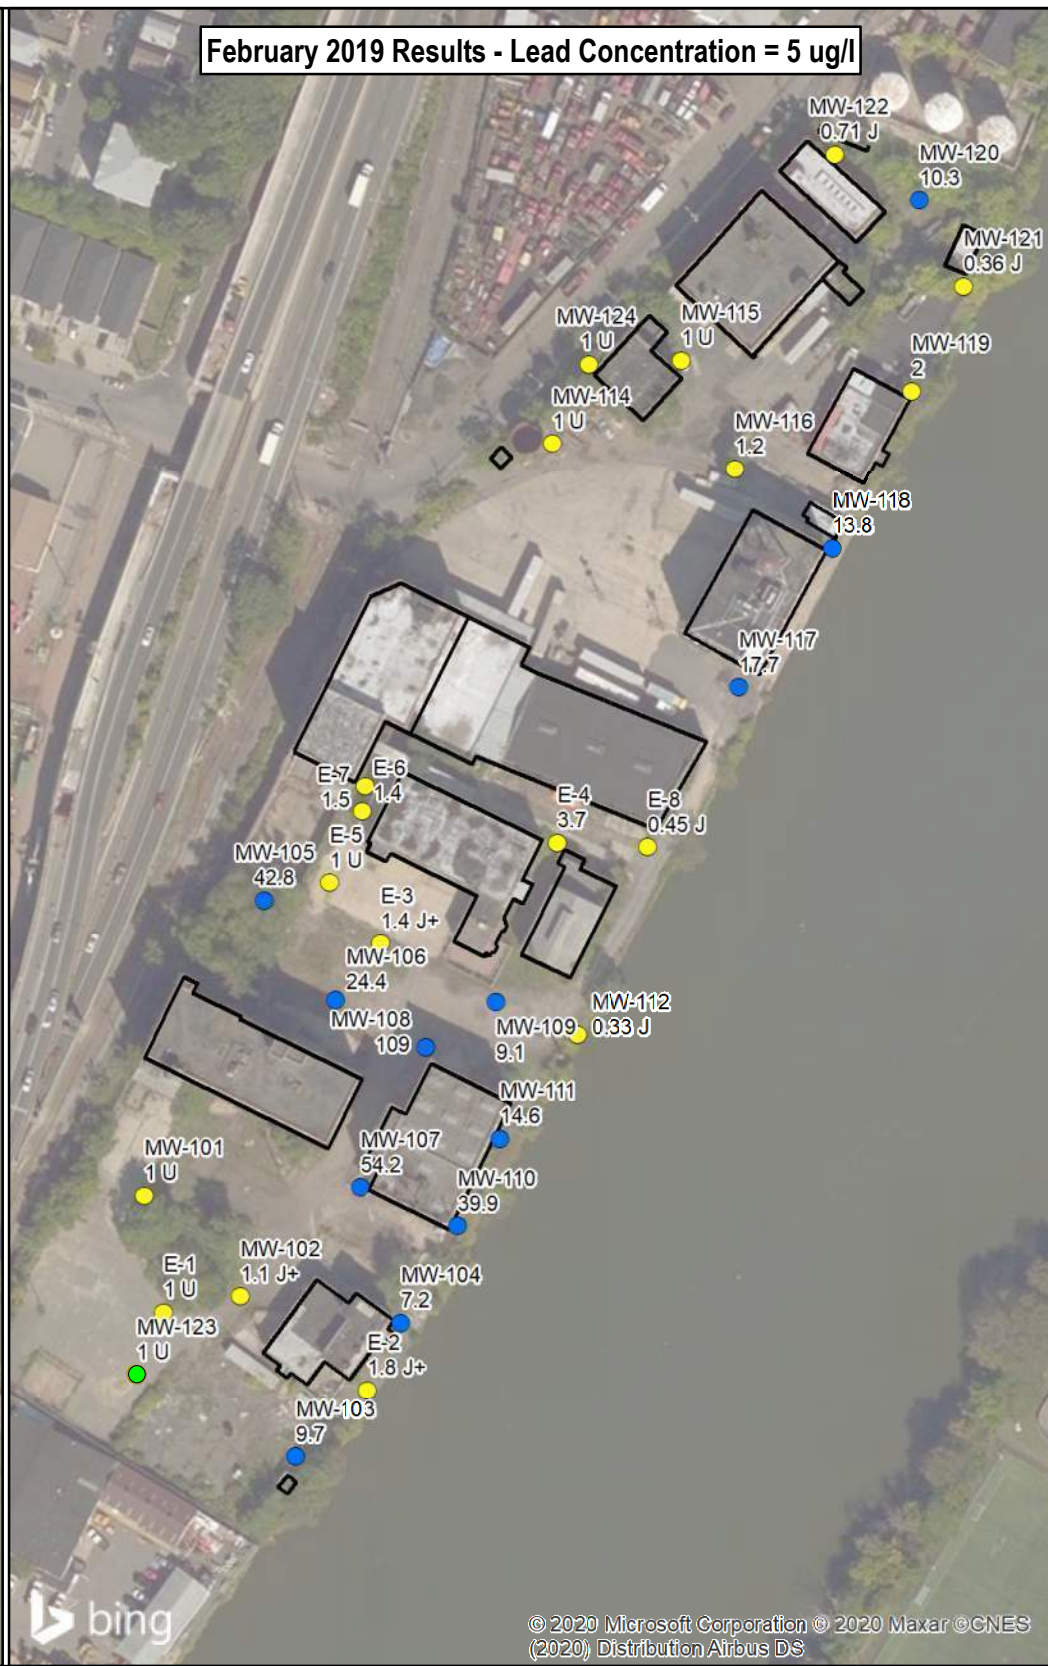 February 2019 Results - Lead Concentration = 5 ug/l
MW-122
0.71 J
MW-120
10.3
MW-121
0.36 J
MW-124
1 U
MW-115
1 U
MW-119
2
MW-114
1 U
MW-116
1.2
MW-118
13.8
MW-117
17.7
E-7
1.5
E-6
1.4
E-4
3.7
E-8
0.45 J
E-5
1 U
MW-105
42.8
E-3
1.4 J+
MW-106
24.4
MW-108
109
MW-109
9.1
MW-112
0.33 J
MW-111
14.6
MW-107
54.2
MW-101
1 U
MW-110
39.9
MW-102
1.1 J+
E-1
1 U
MW-104
7.2
MW-123
1 U
E-2
1.8 J+
MW-103
9.7
bing
© 2020 Microsoft Corporation © 2020 Maxar ©CNES
(2020) Distribution Airbus DS